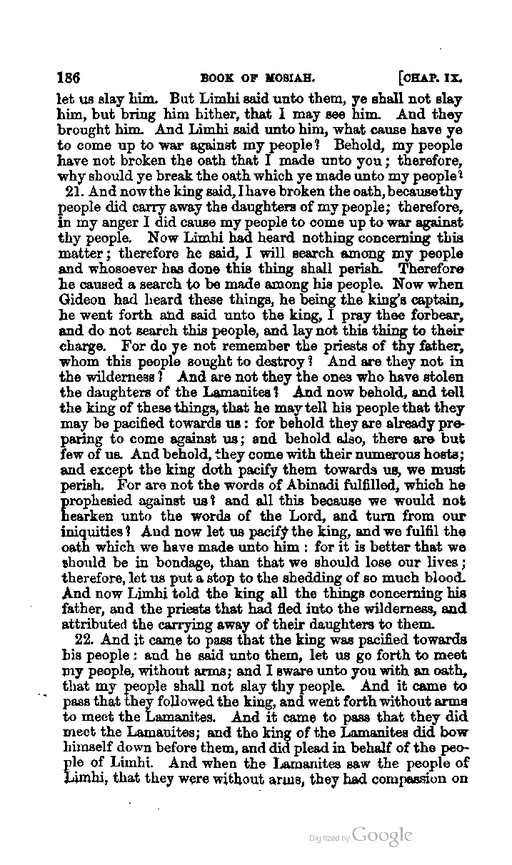 186 BOOK OF MOSIAH. [CHAP. IX.
let us slay him. But Limhi said unto them, ye shall not slay
him, but bring him hither, that I may see him. And they
brought him. And Limhi said unto him, what cause have ye
to come up to war against my people? Behold, my people
have not broken the oath that I made unto you; therefore,
why should ye break the oath which ye made unto my people?
21. And now the king said, I have broken the oath, because thy
people did carry away the daughters of my people; therefore,
in my anger I did cause my people to come up to war against
thy people. Now Limhi had heard nothing concerning this
matter; therefore he said, I will search among my people
and whosoever has done this thing shall perish. Therefore
he caused a search to be made among his people. Now when
Gideon had heard these things, he being the king's captain,
he went forth and said unto the king, I pray thee forbear,
and do not search this people, and lay not this thing to their
charge. For do ye not remember the priests of thy father,
whom this people sought to destroy? And are they not in
the wilderness? And are not they the ones who have stolen
the daughters of the Lamanites? And now behold, and tell
the king of these things, that he may tell his people that they
may be pacified towards us: for behold they are already pre-
paring to come against us; and behold also, there are but
few of us. And behold, they come with their numerous hosts;
and except the king doth pacify them towards us, we must
perish. For are not the words of Abinadi fulfilled, which he
prophesied against us? and all this because we would not
hearken unto the words of the Lord, and turn from our
iniquities? And now let us pacify the king, and we fulfil the
oath which we have made unto him: for it is better that we
should be in bondage, than that we should lose our lives;
therefore, let us put a stop to the shedding of so much blood.
And now Limhi told the king all the things concerning his
father, and the priests that had fled into the wilderness, and
attributed the carrying away of their daughters to them.
22. And it came to pass that the king was pacified towards
his people: and he said unto them, let us go forth to meet
my people, without arms; and I sware unto you with an oath,
that my people shall not slay thy people. And it came to
pass that they followed the king, and went forth without arms
to meet the Lamanites. And it came to pass that they did
meet the Lamanites; and the king of the Lamanites did bow
himself down before them, and did plead in behalf of the peo-
ple of Limhi. And when the Lamanites saw the people of
Limhi, that they were without arms, they had compassion on
Digitized by Google